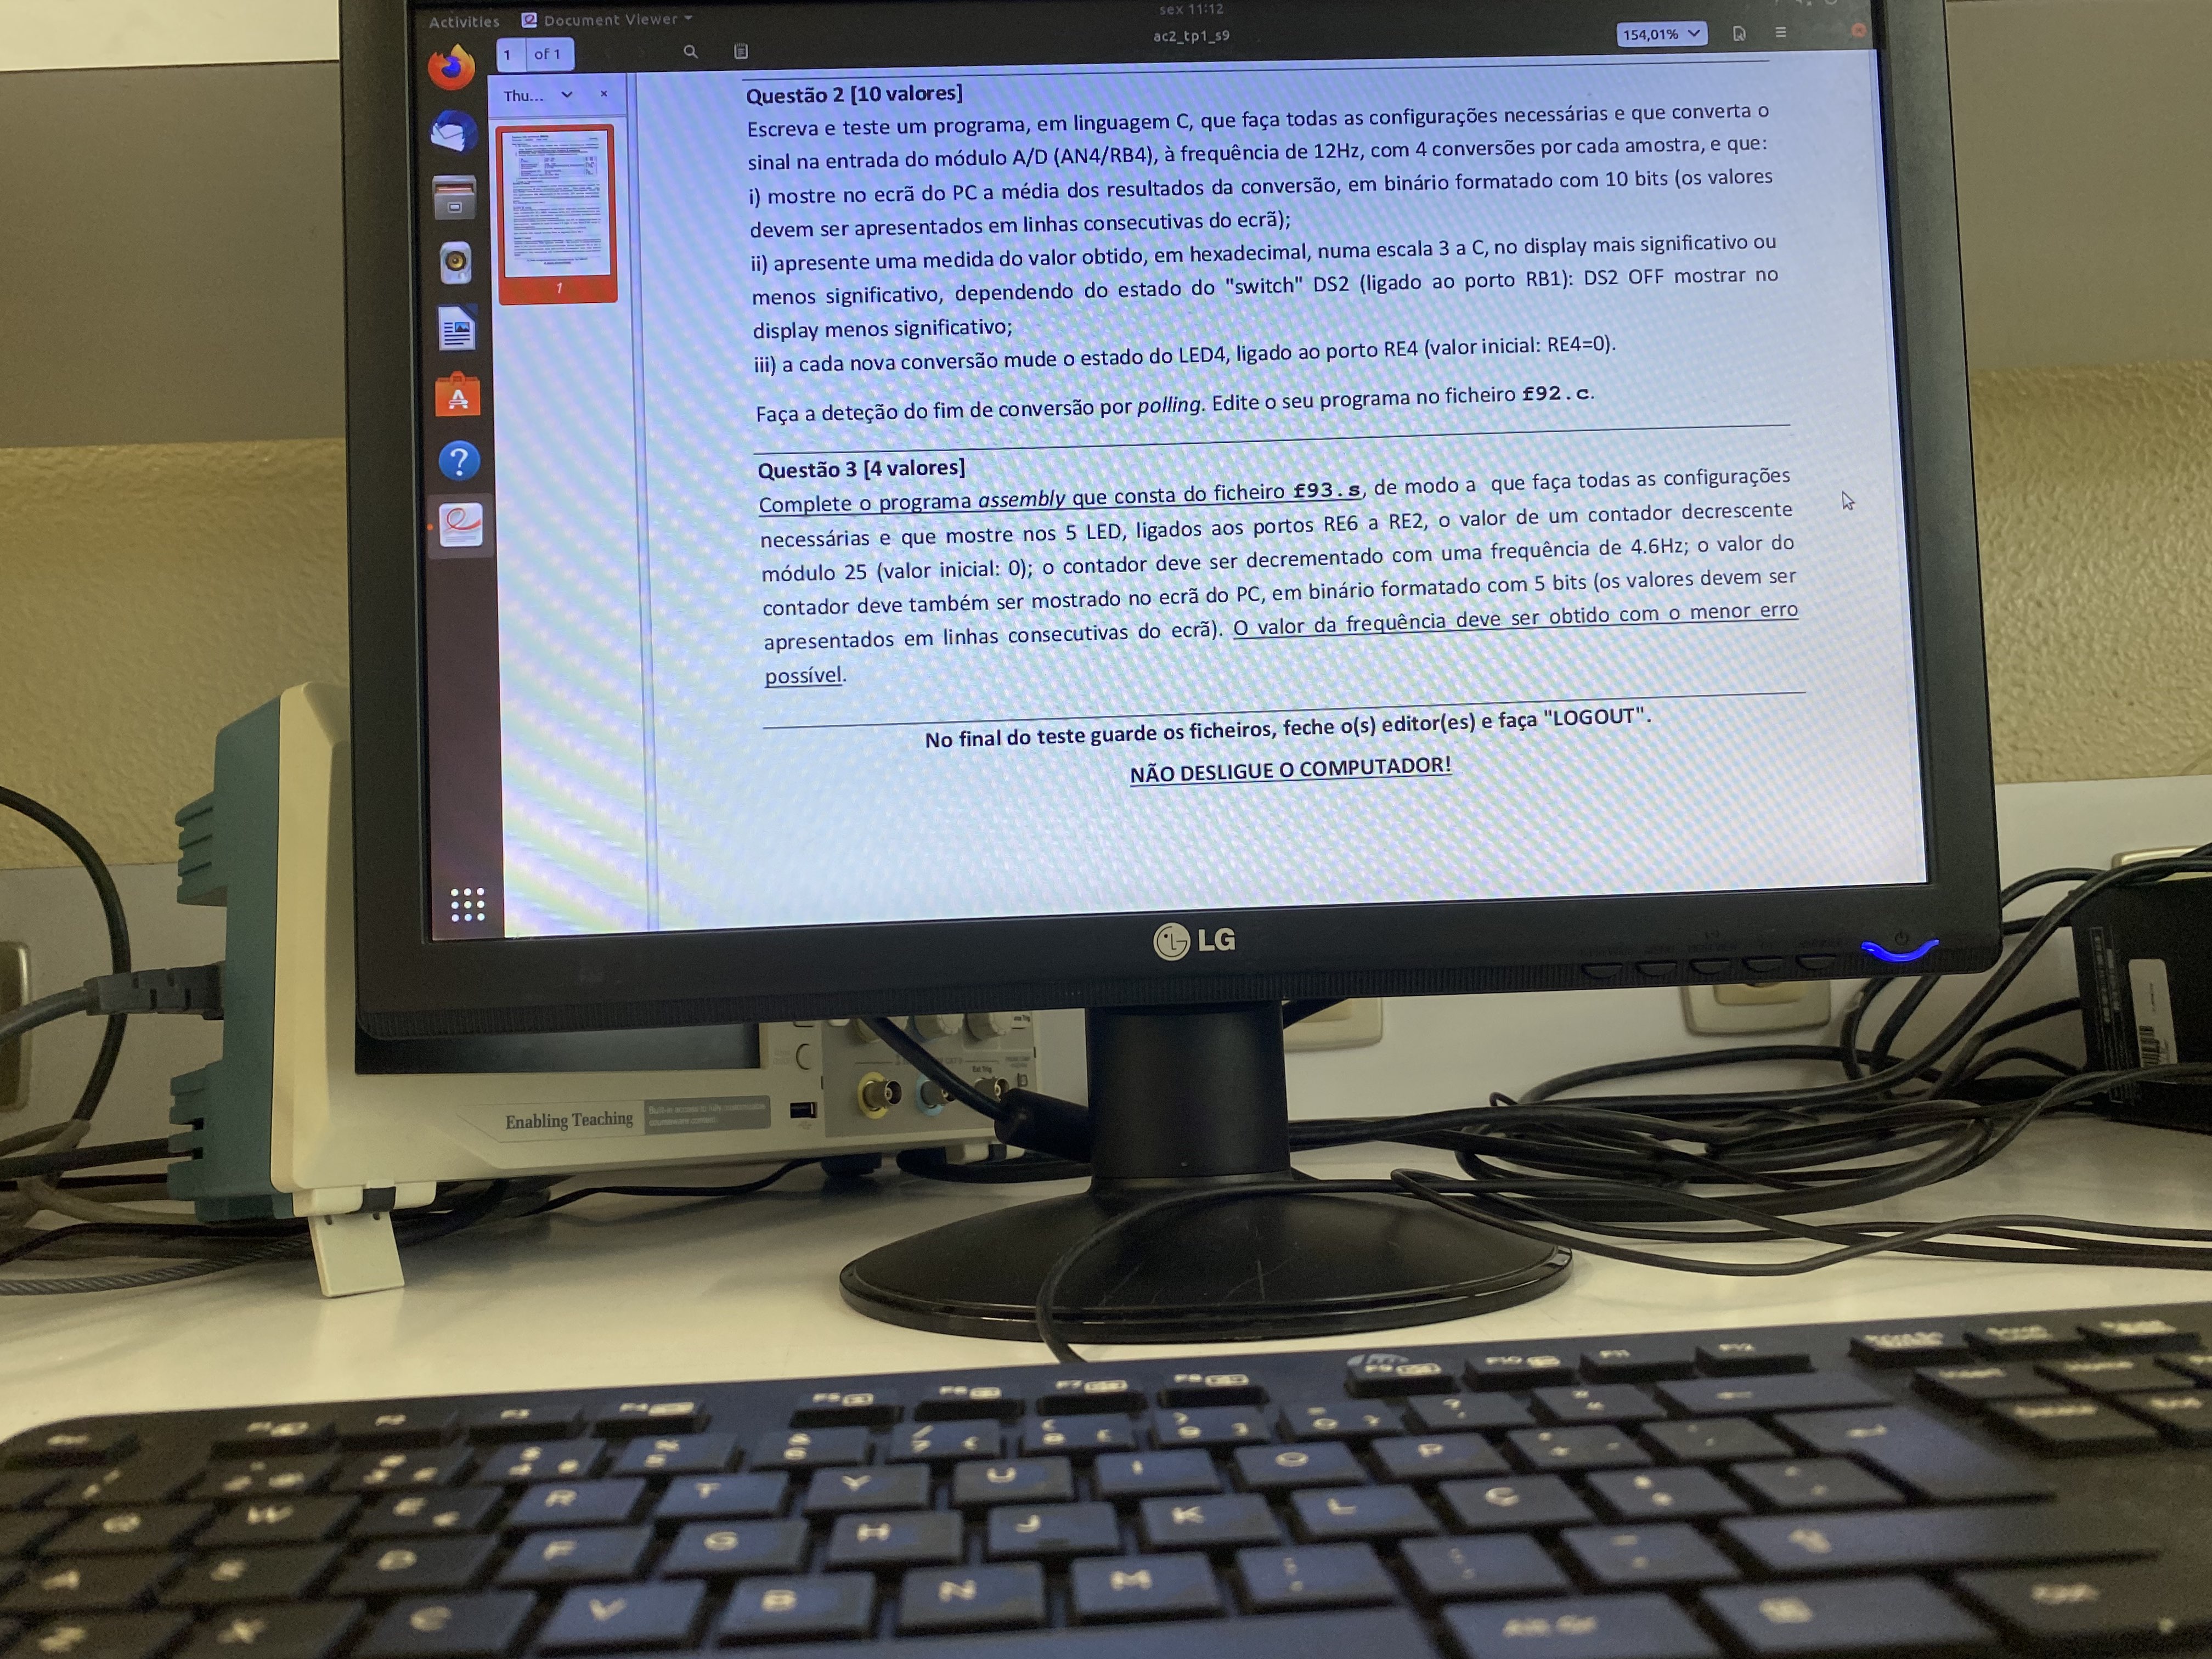 Activities Document Viewer
sex 11:12
1 of 1
ac2_tp1_s9
154,01%
Thu...
1
Questão 2 [10 valores]
Escreva e teste um programa, em linguagem C, que faça todas as configurações necessárias e que converta o
sinal na entrada do módulo A/D (AN4/RB4), à frequência de 12Hz, com 4 conversões por cada amostra, e que:
i) mostre no ecrã do PC a média dos resultados da conversão, em binário formatado com 10 bits (os valores
devem ser apresentados em linhas consecutivas do ecrã);
ii) apresente uma medida do valor obtido, em hexadecimal, numa escala 3 a C, no display mais significativo ou
menos significativo, dependendo do estado do "switch" DS2 (ligado ao porto RB1): DS2 OFF mostrar no
display menos significativo;
iii) a cada nova conversão mude o estado do LED4, ligado ao porto RE4 (valor inicial: RE4=0).
Faça a deteção do fim de conversão por polling. Edite o seu programa no ficheiro f92.c.
Questão 3 [4 valores]
Complete o programa assembly que consta do ficheiro f93.s, de modo a que faça todas as configurações
necessárias e que mostre nos 5 LED, ligados aos portos RE6 a RE2, o valor de um contador decrescente
módulo 25 (valor inicial: 0); o contador deve ser decrementado com uma frequência de 4.6Hz; o valor do
contador deve também ser mostrado no ecrã do PC, em binário formatado com 5 bits (os valores devem ser
apresentados em linhas consecutivas do ecrã). O valor da frequência deve ser obtido com o menor erro
possível.
No final do teste guarde os ficheiros, feche o(s) editor(es) e faça "LOGOUT".
NÃO DESLIGUE O COMPUTADOR!
LG
Enabling Teaching
Ext Trig
R T Y U I O P
F G H J K L Ç
V B N M
Alt Gr